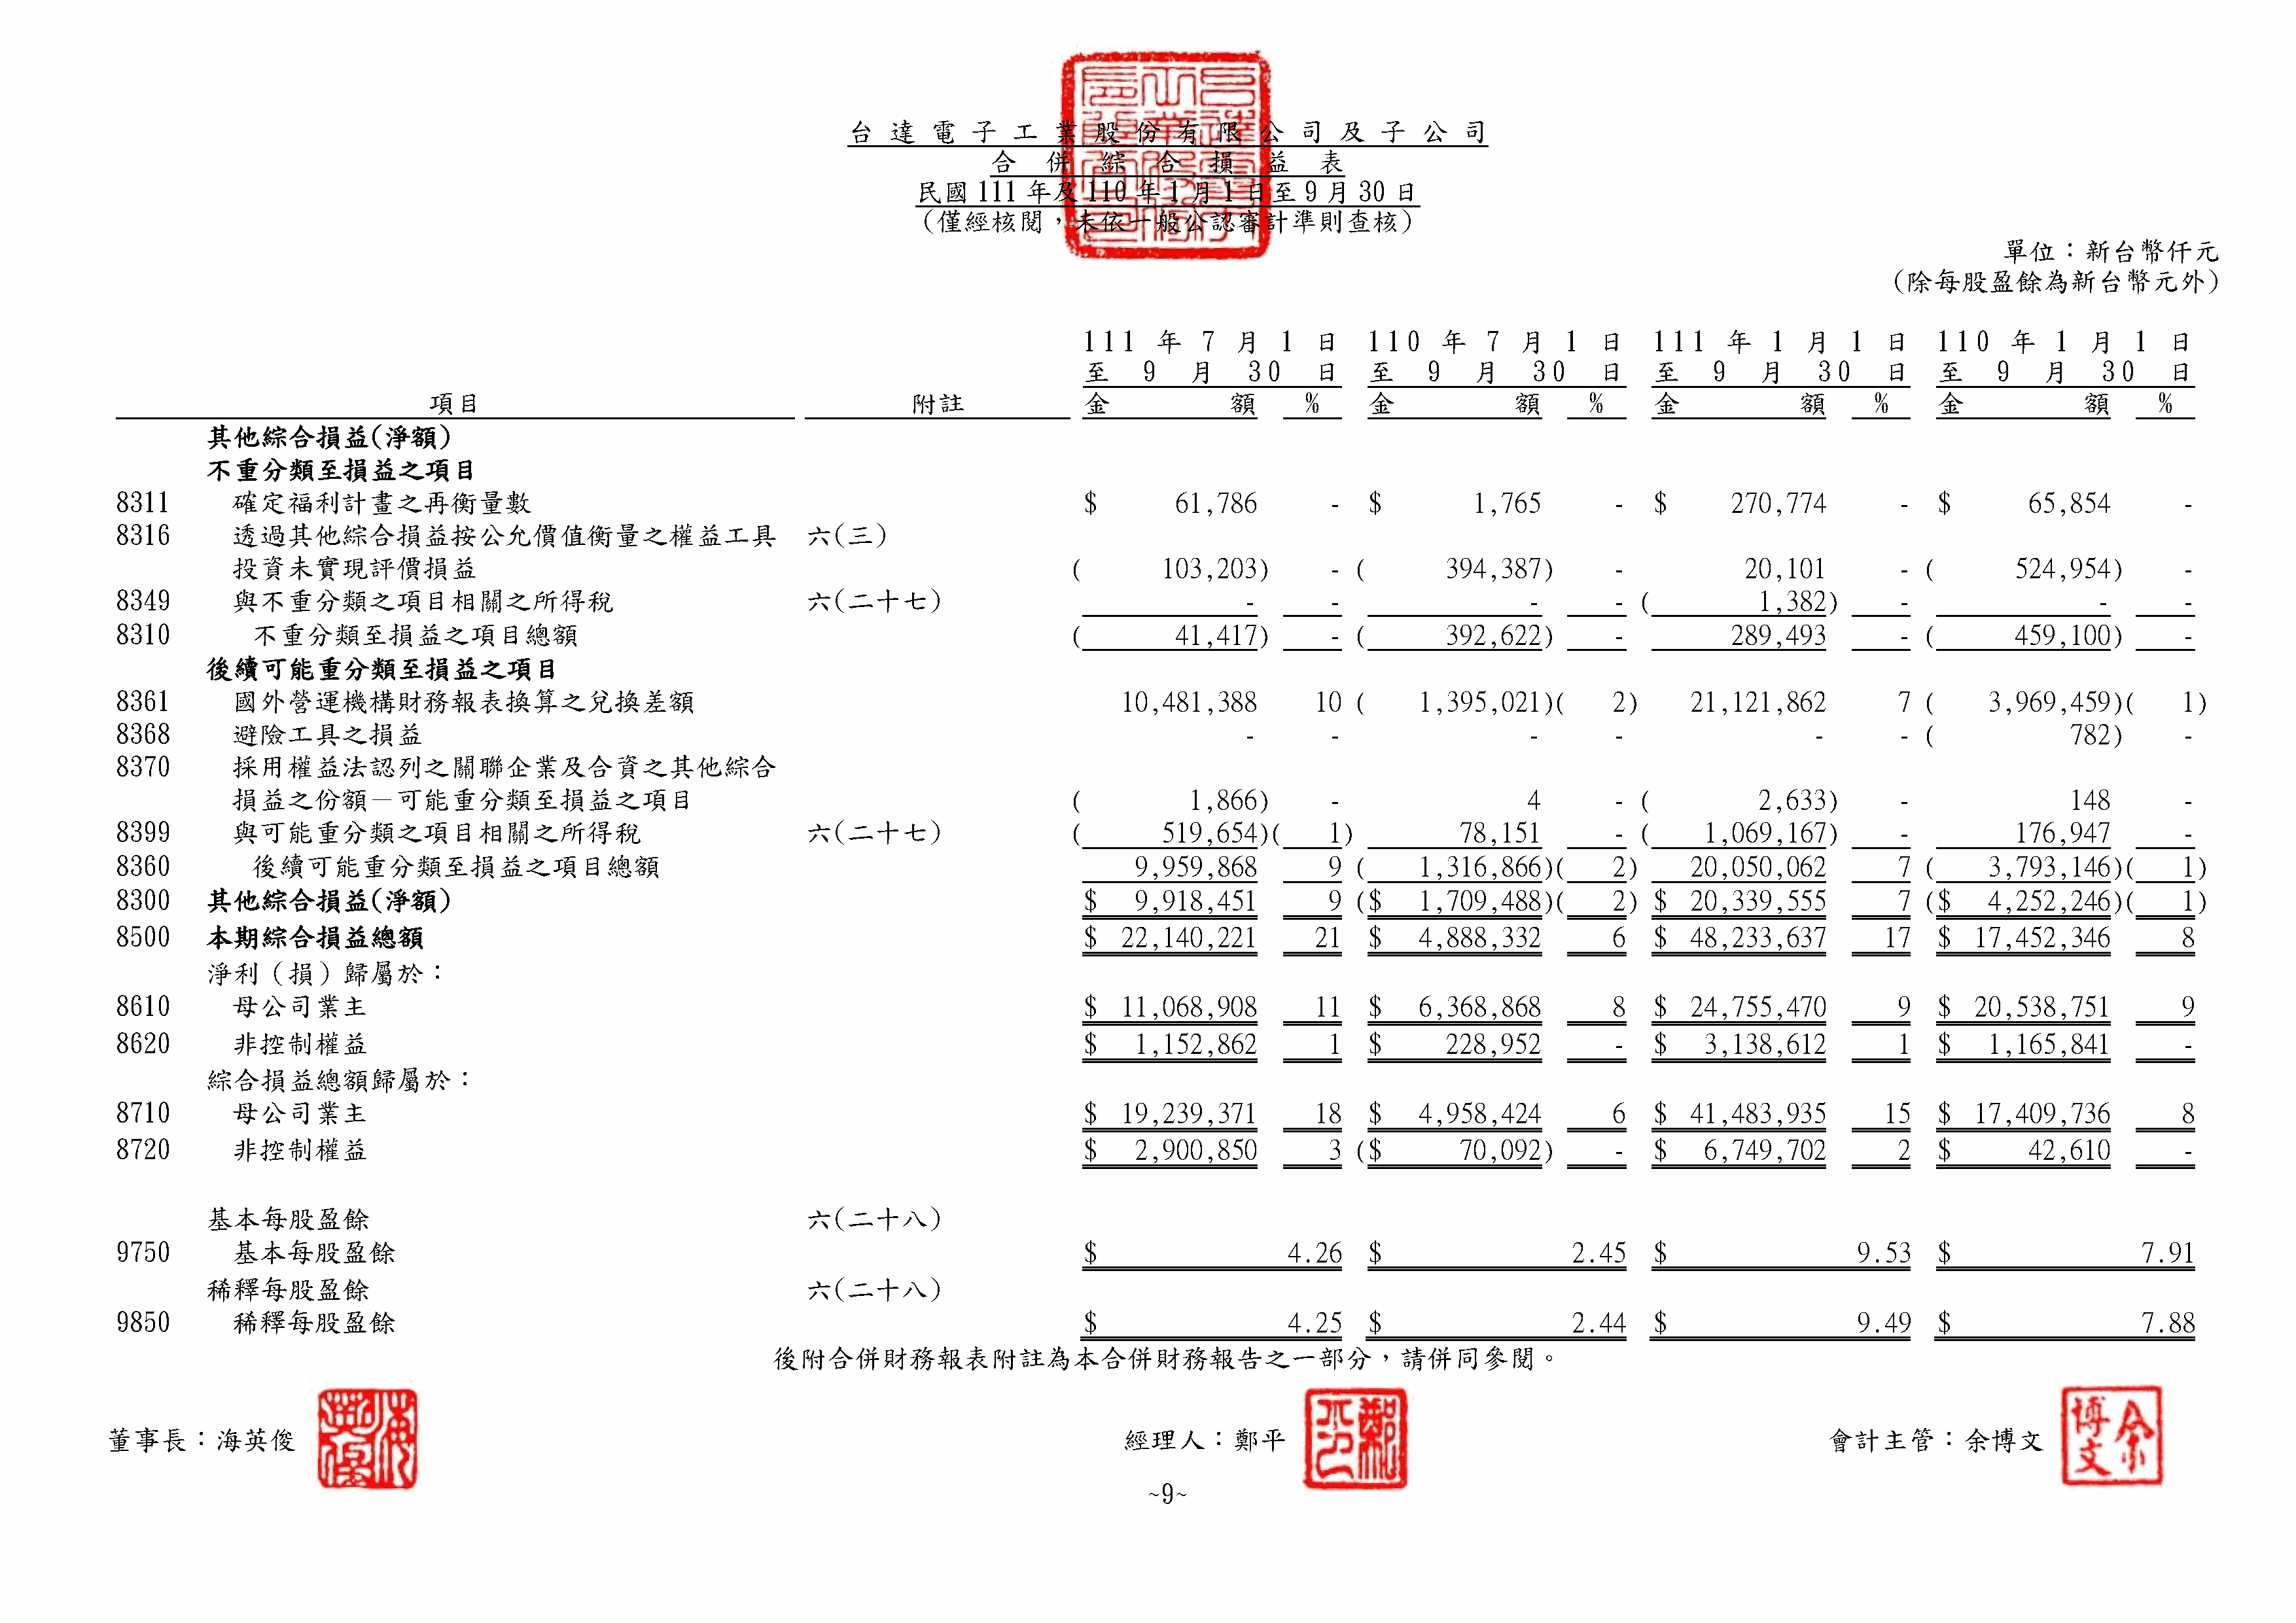 台達電子工業股份有限公司及子公司
合併綜合損益表
民國 111 年及 110 年 1 月 1 日至 9 月 30 日
(僅經核閱,未依一般公認審計準則查核)
單位:新台幣仟元
(除每股盈餘為新台幣元外)
111 年 7 月 1 日 110 年 7 月 1 日 111 年 1 月 1 日 110 年 1 月 1 日
至 9 月 30 日 至 9 月 30 日 至 9 月 30 日 至 9 月 30 日
項目 附註 金額 % 金額 % 金額 % 金額 %
其他綜合損益(淨額)
不重分類至損益之項目
8311 確定福利計畫之再衡量數 $ 61,786 - $ 1,765 - $ 270,774 - $ 65,854 -
8316 透過其他綜合損益按公允價值衡量之權益工具 六(三)
投資未實現評價損益 ( 103,203) - ( 394,387) - 20,101 - ( 524,954) -
8349 與不重分類之項目相關之所得稅 六(二十七) - - - - ( 1,382) - - -
8310 不重分類至損益之項目總額 ( 41,417) - ( 392,622) - 289,493 - ( 459,100) -
後續可能重分類至損益之項目
8361 國外營運機構財務報表換算之兌換差額 10,481,388 10 ( 1,395,021)( 2) 21,121,862 7 ( 3,969,459)( 1)
8368 避險工具之損益 - - - - - - ( 782) -
8370 採用權益法認列之關聯企業及合資之其他綜合
損益之份額－可能重分類至損益之項目 ( 1,866) - 4 - ( 2,633) - 148 -
8399 與可能重分類之項目相關之所得稅 六(二十七) ( 519,654)( 1) 78,151 - ( 1,069,167) - 176,947 -
8360 後續可能重分類至損益之項目總額 9,959,868 9 ( 1,316,866)( 2) 20,050,062 7 ( 3,793,146)( 1)
8300 其他綜合損益(淨額) $ 9,918,451 9 ($ 1,709,488)( 2) $ 20,339,555 7 ($ 4,252,246)( 1)
8500 本期綜合損益總額 $ 22,140,221 21 $ 4,888,332 6 $ 48,233,637 17 $ 17,452,346 8
淨利(損)歸屬於:
8610 母公司業主 $ 11,068,908 11 $ 6,368,868 8 $ 24,755,470 9 $ 20,538,751 9
8620 非控制權益 $ 1,152,862 1 $ 228,952 - $ 3,138,612 1 $ 1,165,841 -
綜合損益總額歸屬於:
8710 母公司業主 $ 19,239,371 18 $ 4,958,424 6 $ 41,483,935 15 $ 17,409,736 8
8720 非控制權益 $ 2,900,850 3 ($ 70,092) - $ 6,749,702 2 $ 42,610 -
基本每股盈餘 六(二十八)
9750 基本每股盈餘 $ 4.26 $ 2.45 $ 9.53 $ 7.91
稀釋每股盈餘 六(二十八)
9850 稀釋每股盈餘 $ 4.25 $ 2.44 $ 9.49 $ 7.88
後附合併財務報表附註為本合併財務報告之一部分,請併同參閱。
董事長:海英俊 經理人:鄭平 會計主管:余博文
余博文
~9~